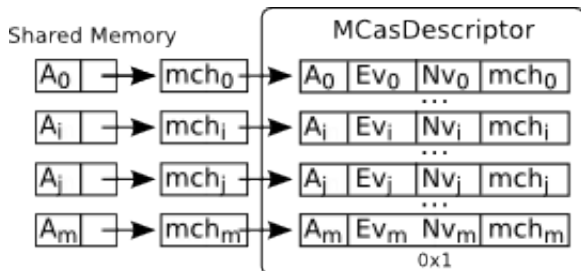 Shared Memory MCasDescriptor
A₀ mch₀ A₀ Ev₀ Nv₀ mch₀
...
Aᵢ mchᵢ Aᵢ Evᵢ Nvᵢ mchᵢ
...
Aⱼ mchⱼ Aⱼ Evⱼ Nvⱼ mchⱼ
...
Aₘ mchₘ Aₘ Evₘ Nvₘ mchₘ
0x1